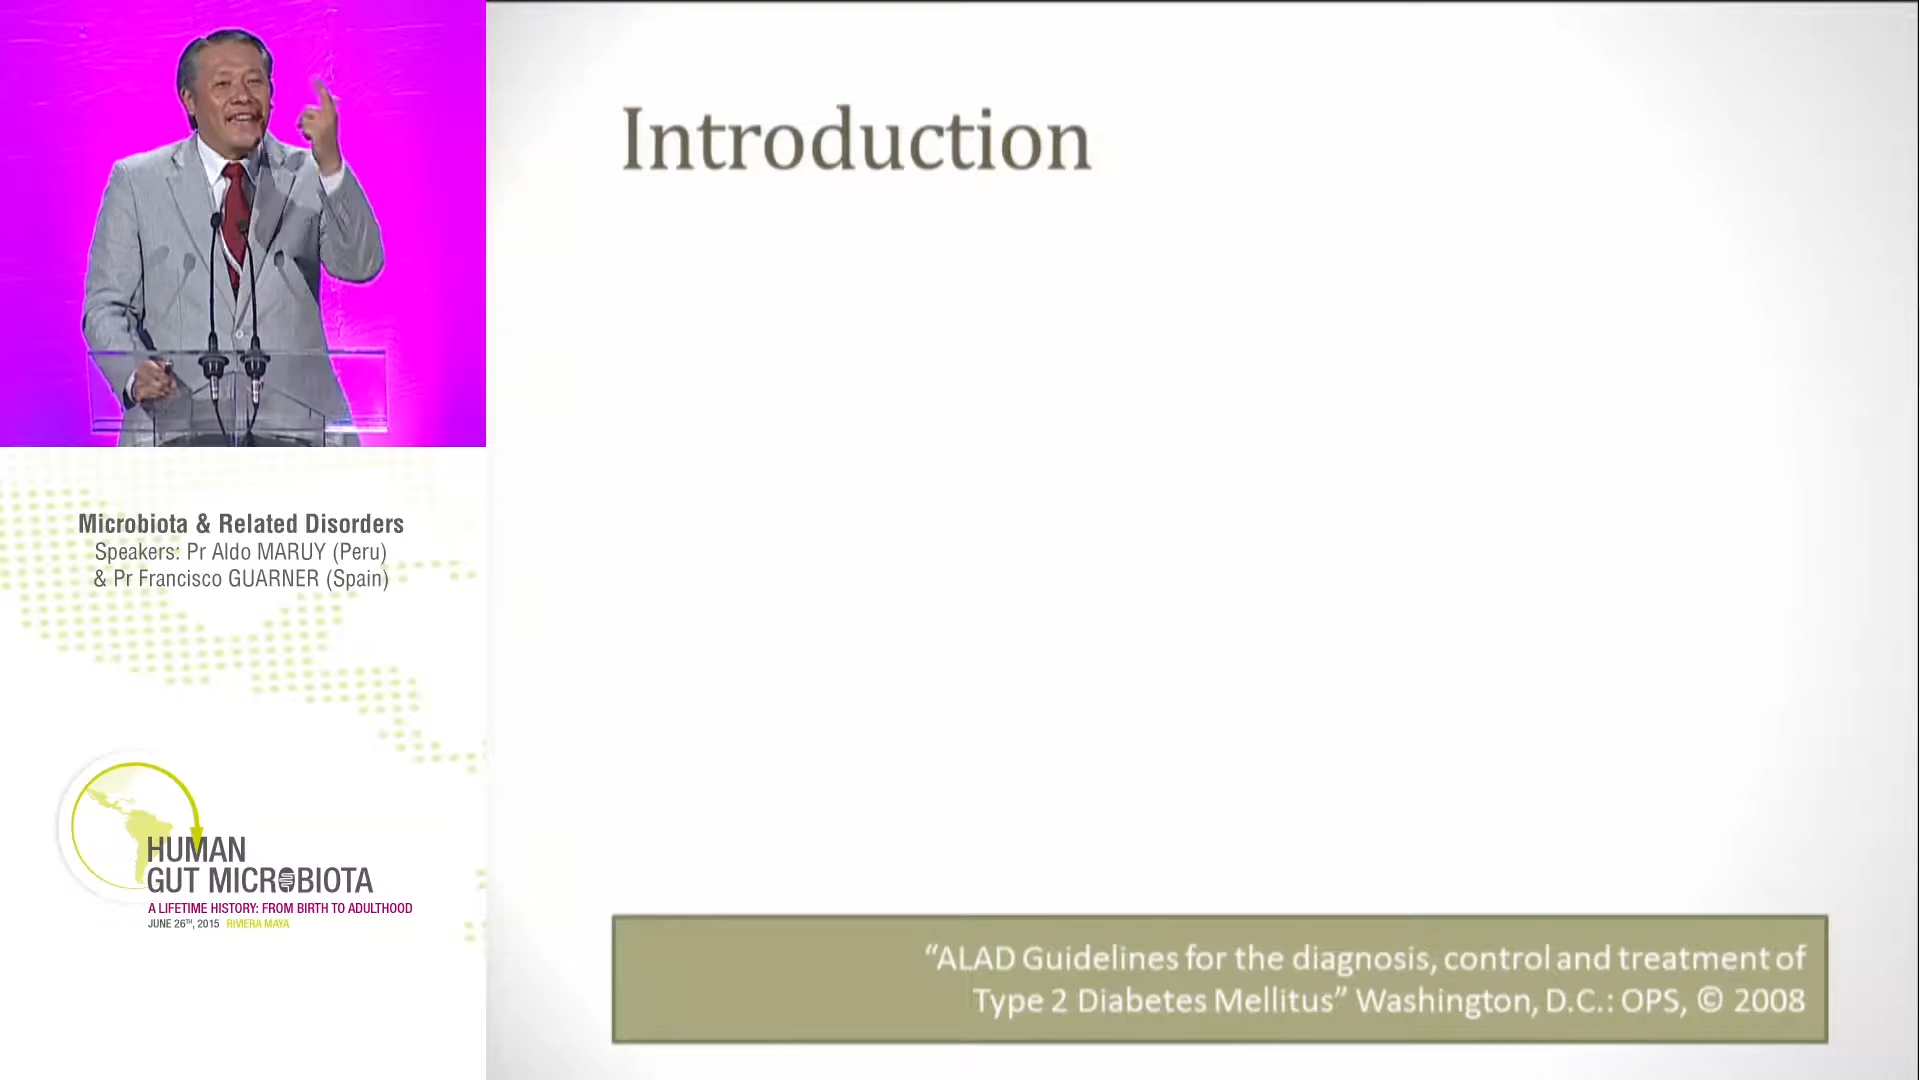 Microbiota & Related Disorders
Speakers: Pr Aldo MARUY (Peru)
& Pr Francisco GUARNER (Spain)
HUMAN
GUT MICROBIOTA
A LIFETIME HISTORY: FROM BIRTH TO ADULTHOOD
JUNE 26TH, 2015 RIVIERA MAYA
Introduction
“ALAD Guidelines for the diagnosis, control and treatment of
Type 2 Diabetes Mellitus” Washington, D.C.: OPS, © 2008